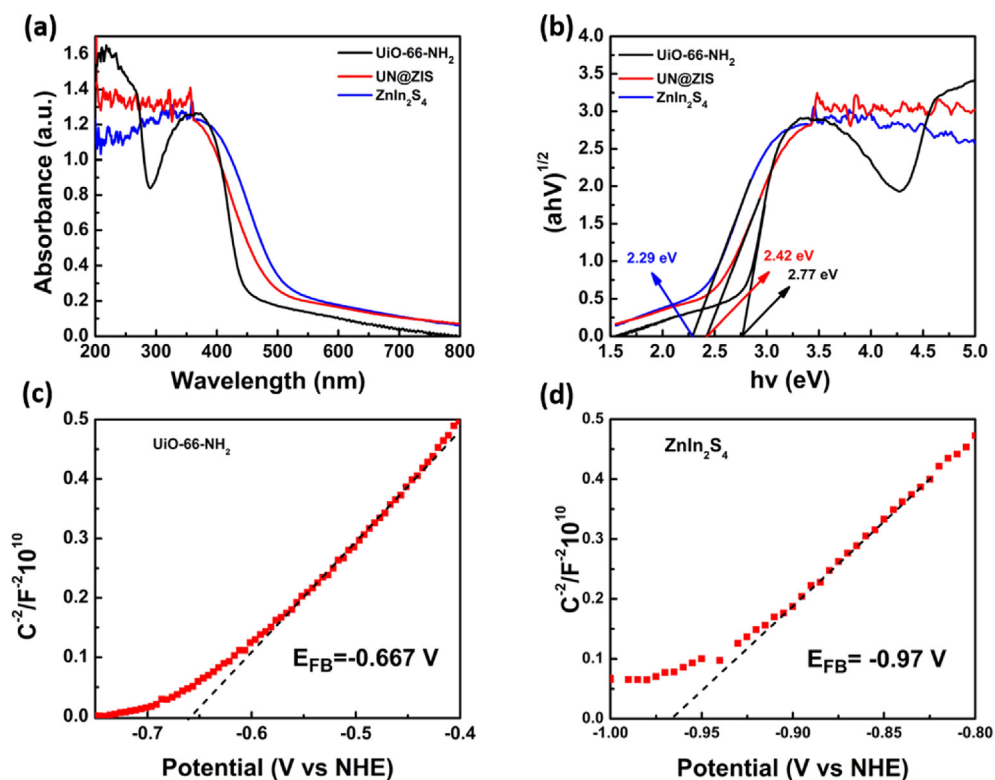 (a)
UiO-66-NH₂
UN@ZIS
ZnIn₂S₄
Absorbance (a.u.)
1.6
1.4
1.2
1.0
0.8
0.6
0.4
0.2
0.0
200 300 400 500 600 700 800
Wavelength (nm)
(b)
UiO-66-NH₂
UN@ZIS
ZnIn₂S₄
(ahV)^1/2
4.0
3.5
3.0
2.5
2.0
1.5
1.0
0.5
0.0
2.29 eV
2.42 eV
2.77 eV
1.5 2.0 2.5 3.0 3.5 4.0 4.5 5.0
hv (eV)
(c)
UiO-66-NH₂
C⁻²/F⁻²10¹⁰
0.5
0.4
0.3
0.2
0.1
0.0
E_FB=-0.667 V
-0.7 -0.6 -0.5 -0.4
Potential (V vs NHE)
(d)
ZnIn₂S₄
C⁻²/F⁻²10¹⁰
0.5
0.4
0.3
0.2
0.1
0.0
E_FB= -0.97 V
-1.00 -0.95 -0.90 -0.85 -0.80
Potential (V vs NHE)